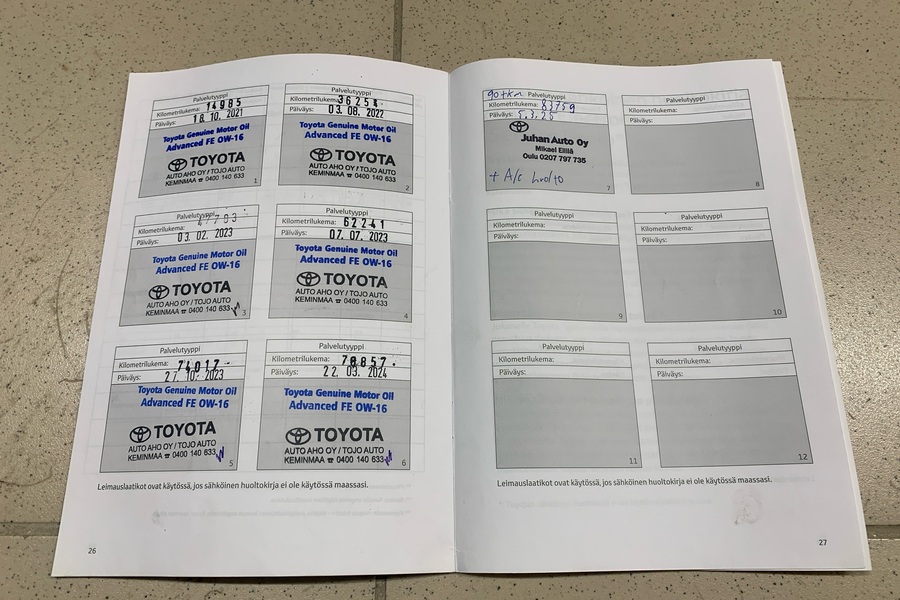 Palvelutyyppi
Kilometrilukema: 14985
Päiväys: 18. 10. 2021
Toyota Genuine Motor Oil
Advanced FE 0W-16
TOYOTA
AUTO AHO OY / TOJO AUTO
KEMINMAA ☎ 0400 140 633
1
Palvelutyyppi
Kilometrilukema: 36254
Päiväys: 03. 08. 2022
Toyota Genuine Motor Oil
Advanced FE 0W-16
TOYOTA
AUTO AHO OY / TOJO AUTO
KEMINMAA ☎ 0400 140 633
2
Palvelutyyppi
Kilometrilukema:
Päiväys: 03. 02. 2023
Toyota Genuine Motor Oil
Advanced FE 0W-16
TOYOTA
AUTO AHO OY / TOJO AUTO
KEMINMAA ☎ 0400 140 633
3
Palvelutyyppi
Kilometrilukema: 62241
Päiväys: 07. 07. 2023
Toyota Genuine Motor Oil
Advanced FE 0W-16
TOYOTA
AUTO AHO OY / TOJO AUTO
KEMINMAA ☎ 0400 140 633
4
Palvelutyyppi
Kilometrilukema: 74017
Päiväys: 27. 10. 2023
Toyota Genuine Motor Oil
Advanced FE 0W-16
TOYOTA
AUTO AHO OY / TOJO AUTO
KEMINMAA ☎ 0400 140 633
5
Palvelutyyppi
Kilometrilukema: 78857
Päiväys: 22. 03. 2024
Toyota Genuine Motor Oil
Advanced FE 0W-16
TOYOTA
AUTO AHO OY / TOJO AUTO
KEMINMAA ☎ 0400 140 633
6
Leimauslaatikot ovat käytössä, jos sähköinen huoltokirja ei ole käytössä maassasi.
26
90tkm Palvelutyyppi
Kilometrilukema: 83759
Päiväys: 5.3.25
Juhan Auto Oy
Mikael Eliliä
Oulu 0207 797 735
+ A/c huolto
7
Palvelutyyppi
Kilometrilukema:
Päiväys:
8
Palvelutyyppi
Kilometrilukema:
Päiväys:
9
Palvelutyyppi
Kilometrilukema:
Päiväys:
10
Palvelutyyppi
Kilometrilukema:
Päiväys:
11
Palvelutyyppi
Kilometrilukema:
Päiväys:
12
Leimauslaatikot ovat käytössä, jos sähköinen huoltokirja ei ole käytössä maassasi.
27